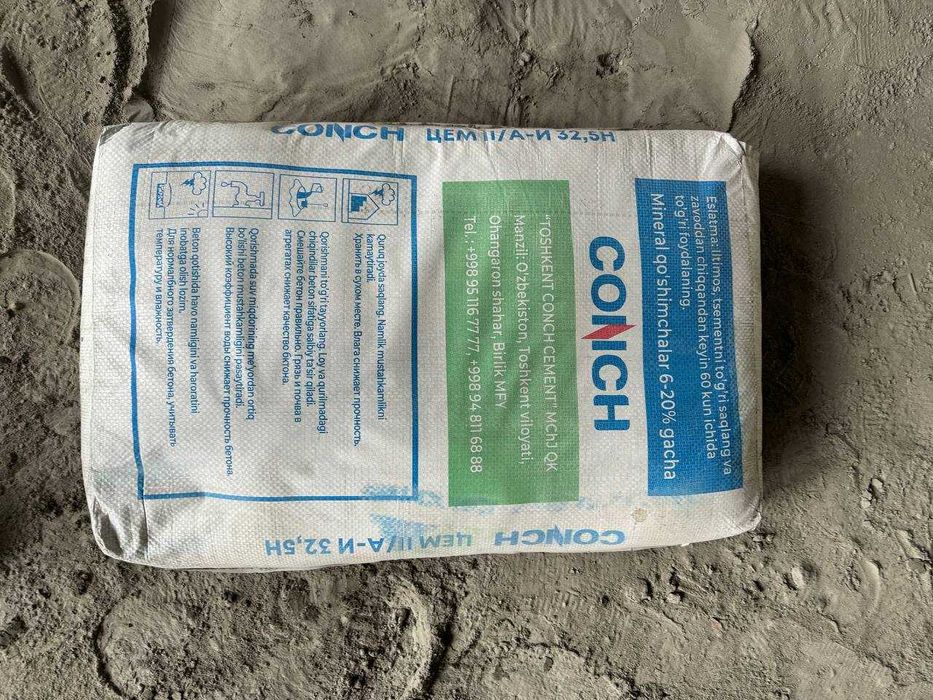 CONCH ЦЕМ II/А-И 32,5Н
Eslatma: Iltimos, tsementni to'g'ri saqlang va
zavoddan chiqqandan keyin 60 kun ichida
to'g'ri foydalaning.
Mineral qo'shimchalar 6-20% gacha
CONCH
"TOSHKENT CONCH CEMENT" MChJ QK
Manzil: O'zbekiston, Toshkent viloyati,
Ohangaron shahar, Birlik MFY
Tel.: +998 95 116 77 77, +998 94 811 68 88
Quruq joyda saqlang. Namlik mustahkamlikni
kamaytiradi.
Хранить в сухом месте. Влага снижает прочность.
Qorishmani to'g'ri tayyorlang. Loy va qurilmadagi
chiqindilar beton sifatiga salbiy ta'sir qiladi.
Смешайте бетон правильно. Грязь и почва в
агрегатах снижает качество бетона.
Qorishmada suv miqdorining me'yordan ortiq
bo'lishi beton mustahkamligini pasaytiradi.
Высокий коэффициент воды снижает прочность бетона.
Beton qotishida havo namligini va haroratini
inobatga olish lozim.
Для нормалбного затвердения бетона, учитывать
температуру и влажность.
CONCH ЦЕМ II/А-И 32,5Н